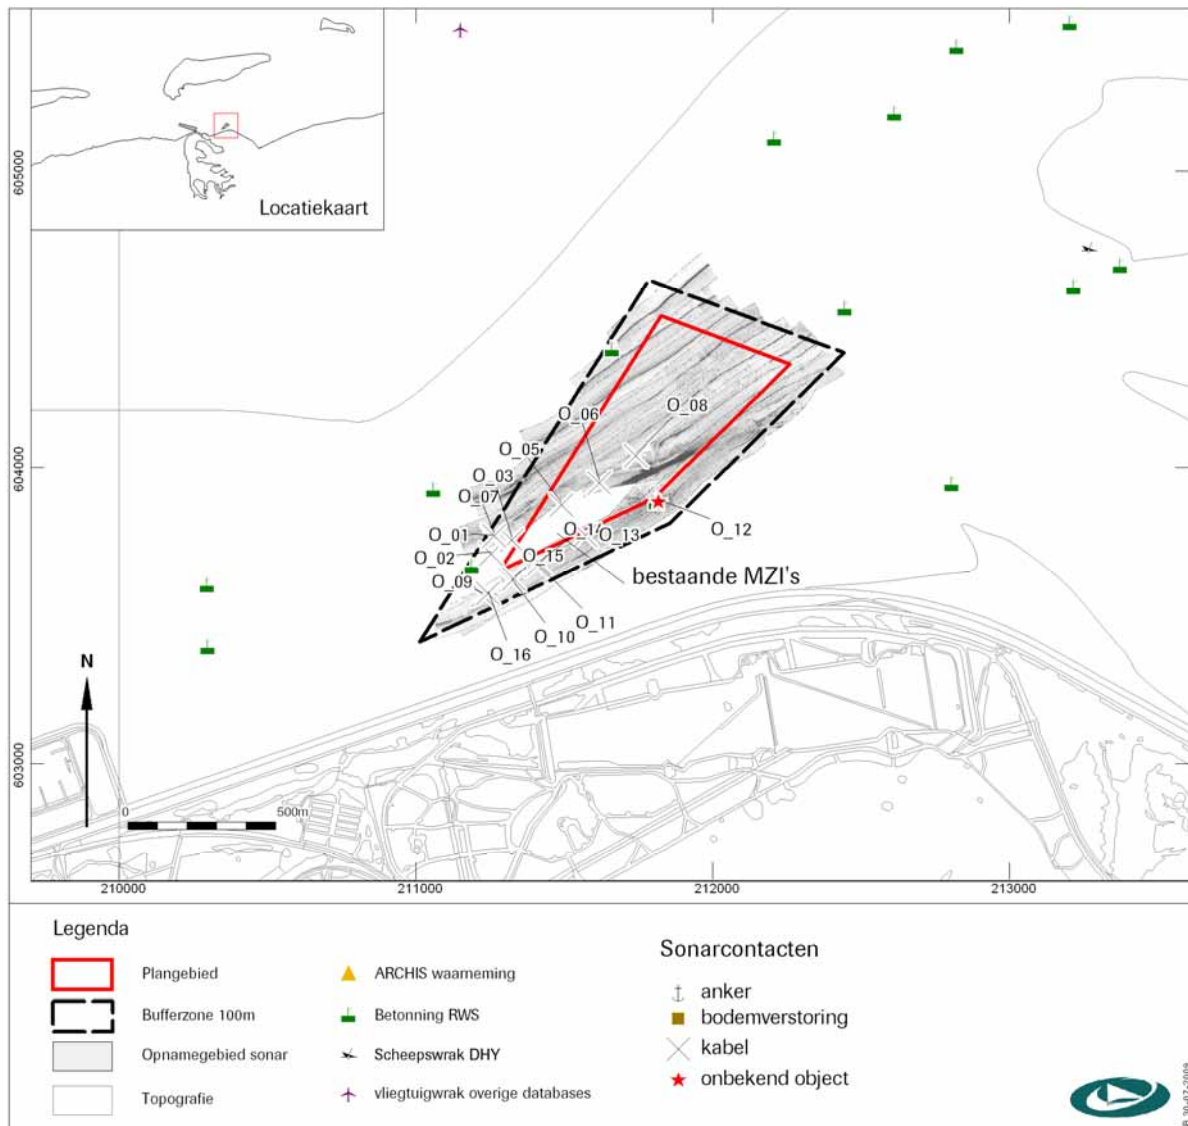 Locatiekaart
605000
604000
603000
O_06
O_08
O_05
O_03
O_07
O_01
O_02
O_14
O_13
O_12
O_15
O_09
bestaande MZI's
O_11
O_10
O_16
N
0
500m
210000
211000
212000
213000
Legenda
Plangebied
Bufferzone 100m
Opnamegebied sonar
Topografie
ARCHIS waarneming
Betonning RWS
Scheepswrak DHY
vliegtuigwrak overige databases
Sonarcontacten
anker
bodemverstoring
kabel
onbekend object